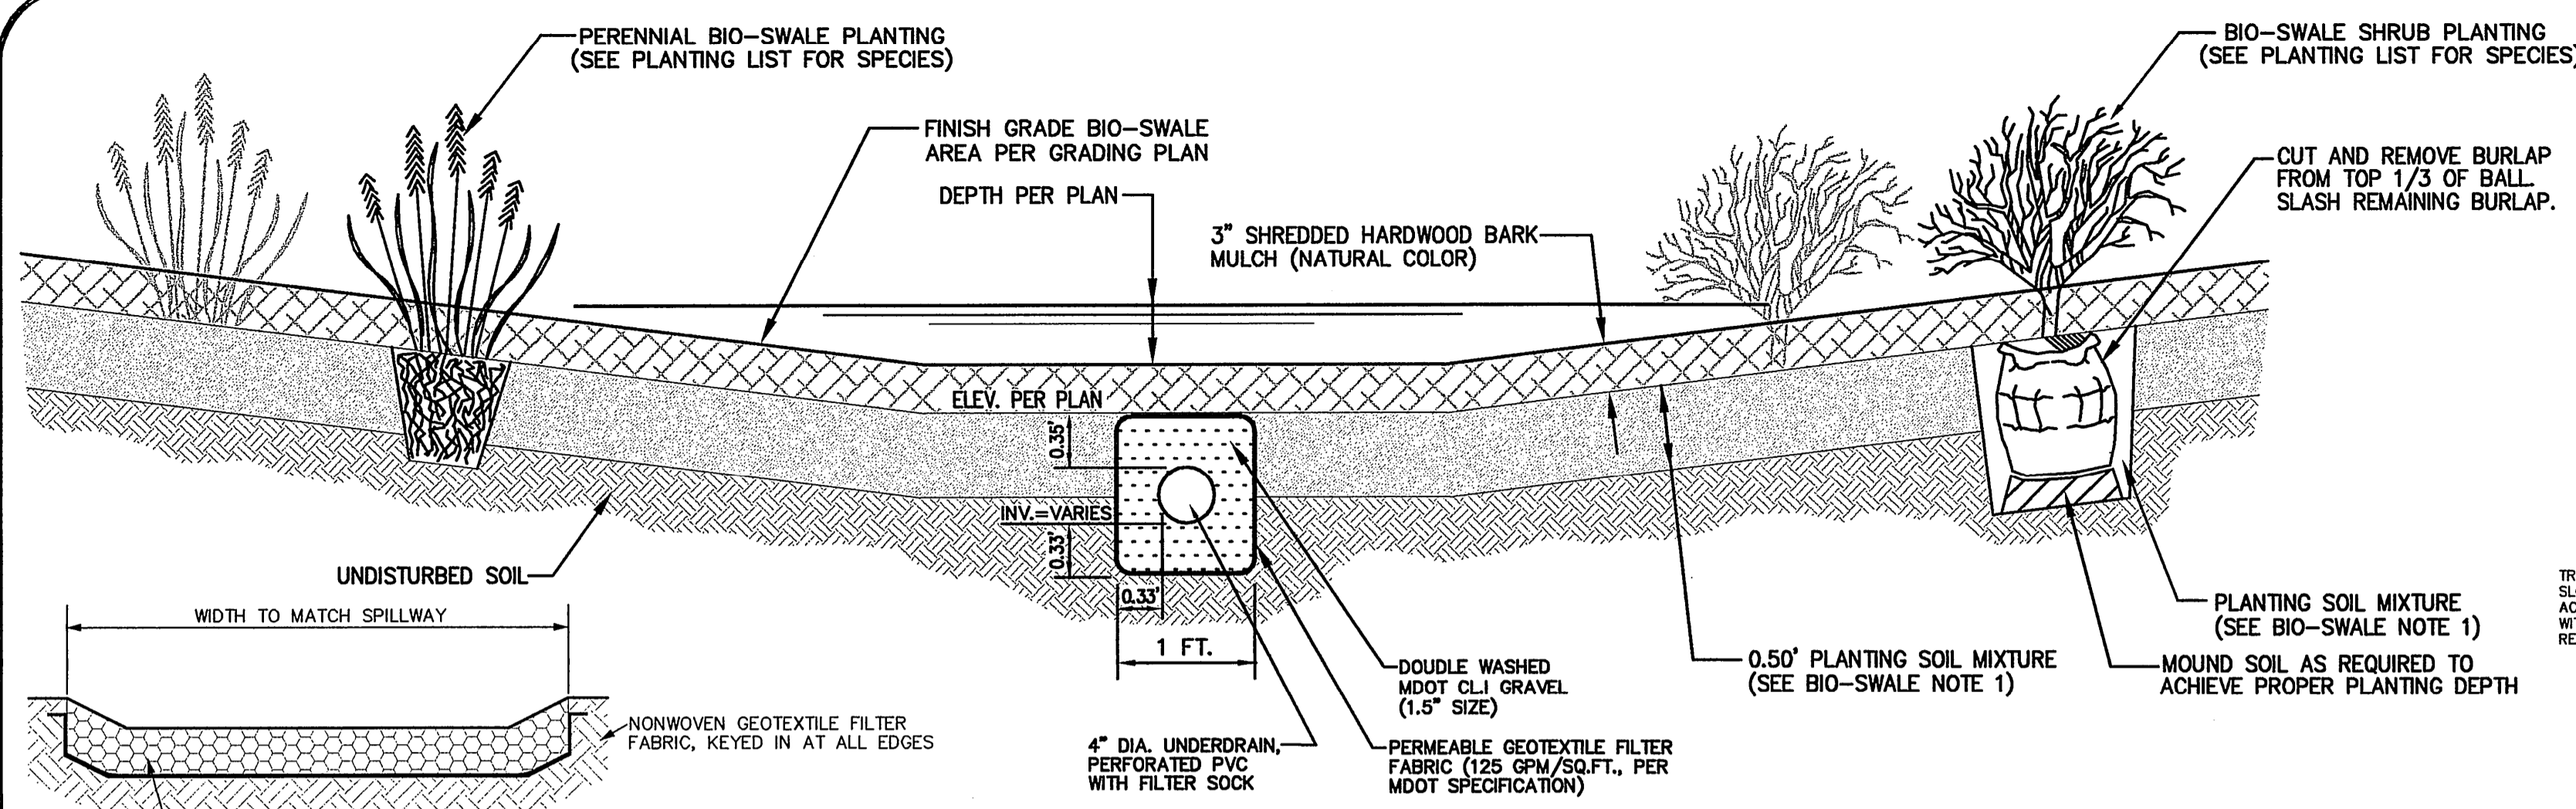 PERENNIAL BIO-SWALE PLANTING
(SEE PLANTING LIST FOR SPECIES)
BIO-SWALE SHRUB PLANTING
(SEE PLANTING LIST FOR SPECIES)
FINISH GRADE BIO-SWALE
AREA PER GRADING PLAN
DEPTH PER PLAN
CUT AND REMOVE BURLAP
FROM TOP 1/3 OF BALL.
SLASH REMAINING BURLAP.
3" SHREDDED HARDWOOD BARK
MULCH (NATURAL COLOR)
ELEV. PER PLAN
0.35'
INV.=VARIES
0.33'
0.33'
1 FT.
UNDISTURBED SOIL
WIDTH TO MATCH SPILLWAY
NONWOVEN GEOTEXTILE FILTER
FABRIC, KEYED IN AT ALL EDGES
4" DIA. UNDERDRAIN,
PERFORATED PVC
WITH FILTER SOCK
DOUDLE WASHED
MDOT CL.I GRAVEL
(1.5" SIZE)
PERMEABLE GEOTEXTILE FILTER
FABRIC (125 GPM/SQ.FT., PER
MDOT SPECIFICATION)
0.50' PLANTING SOIL MIXTURE
(SEE BIO-SWALE NOTE 1)
PLANTING SOIL MIXTURE
(SEE BIO-SWALE NOTE 1)
MOUND SOIL AS REQUIRED TO
ACHIEVE PROPER PLANTING DEPTH